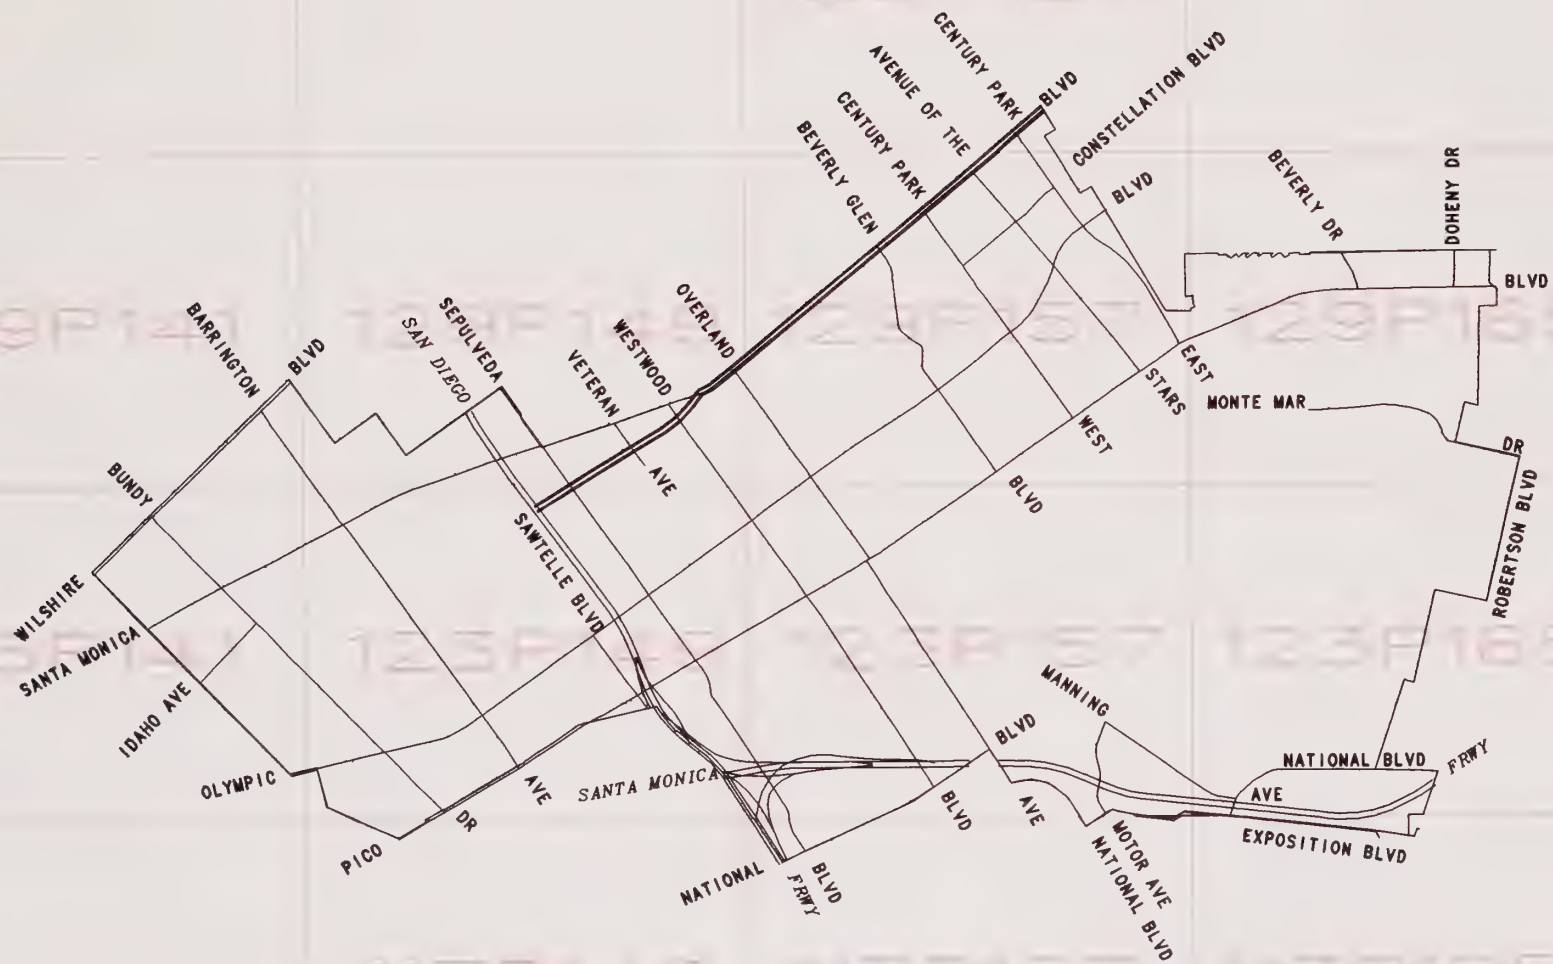 CENTURY PARK
BLVD
AVENUE OF THE
CENTURY PARK
BEVERLY GLEN
CONSTELLATION BLVD
BLVD
BEVERLY DR
DOHENY DR
BLVD
BARRINGTON
BLVD
SAN DIEGO
SEPULVEDA
WESTWOOD
OVERLAND
VETERAN
AVE
EAST
STARS
WEST
BLVD
MONTE MAR
DR
ROBERTSON BLVD
BUNDY
SAWTELLE BLVD
WILSHIRE
SANTA MONICA
IDAHO AVE
OLYMPIC
PICO
DR
AVE
SANTA MONICA
NATIONAL
FRWY
BLVD
BLVD
BLVD
AVE
MANNING
AVE
MOTOR AVE
NATIONAL BLVD
NATIONAL BLVD
FRWY
EXPOSITION BLVD
129P157
123P157